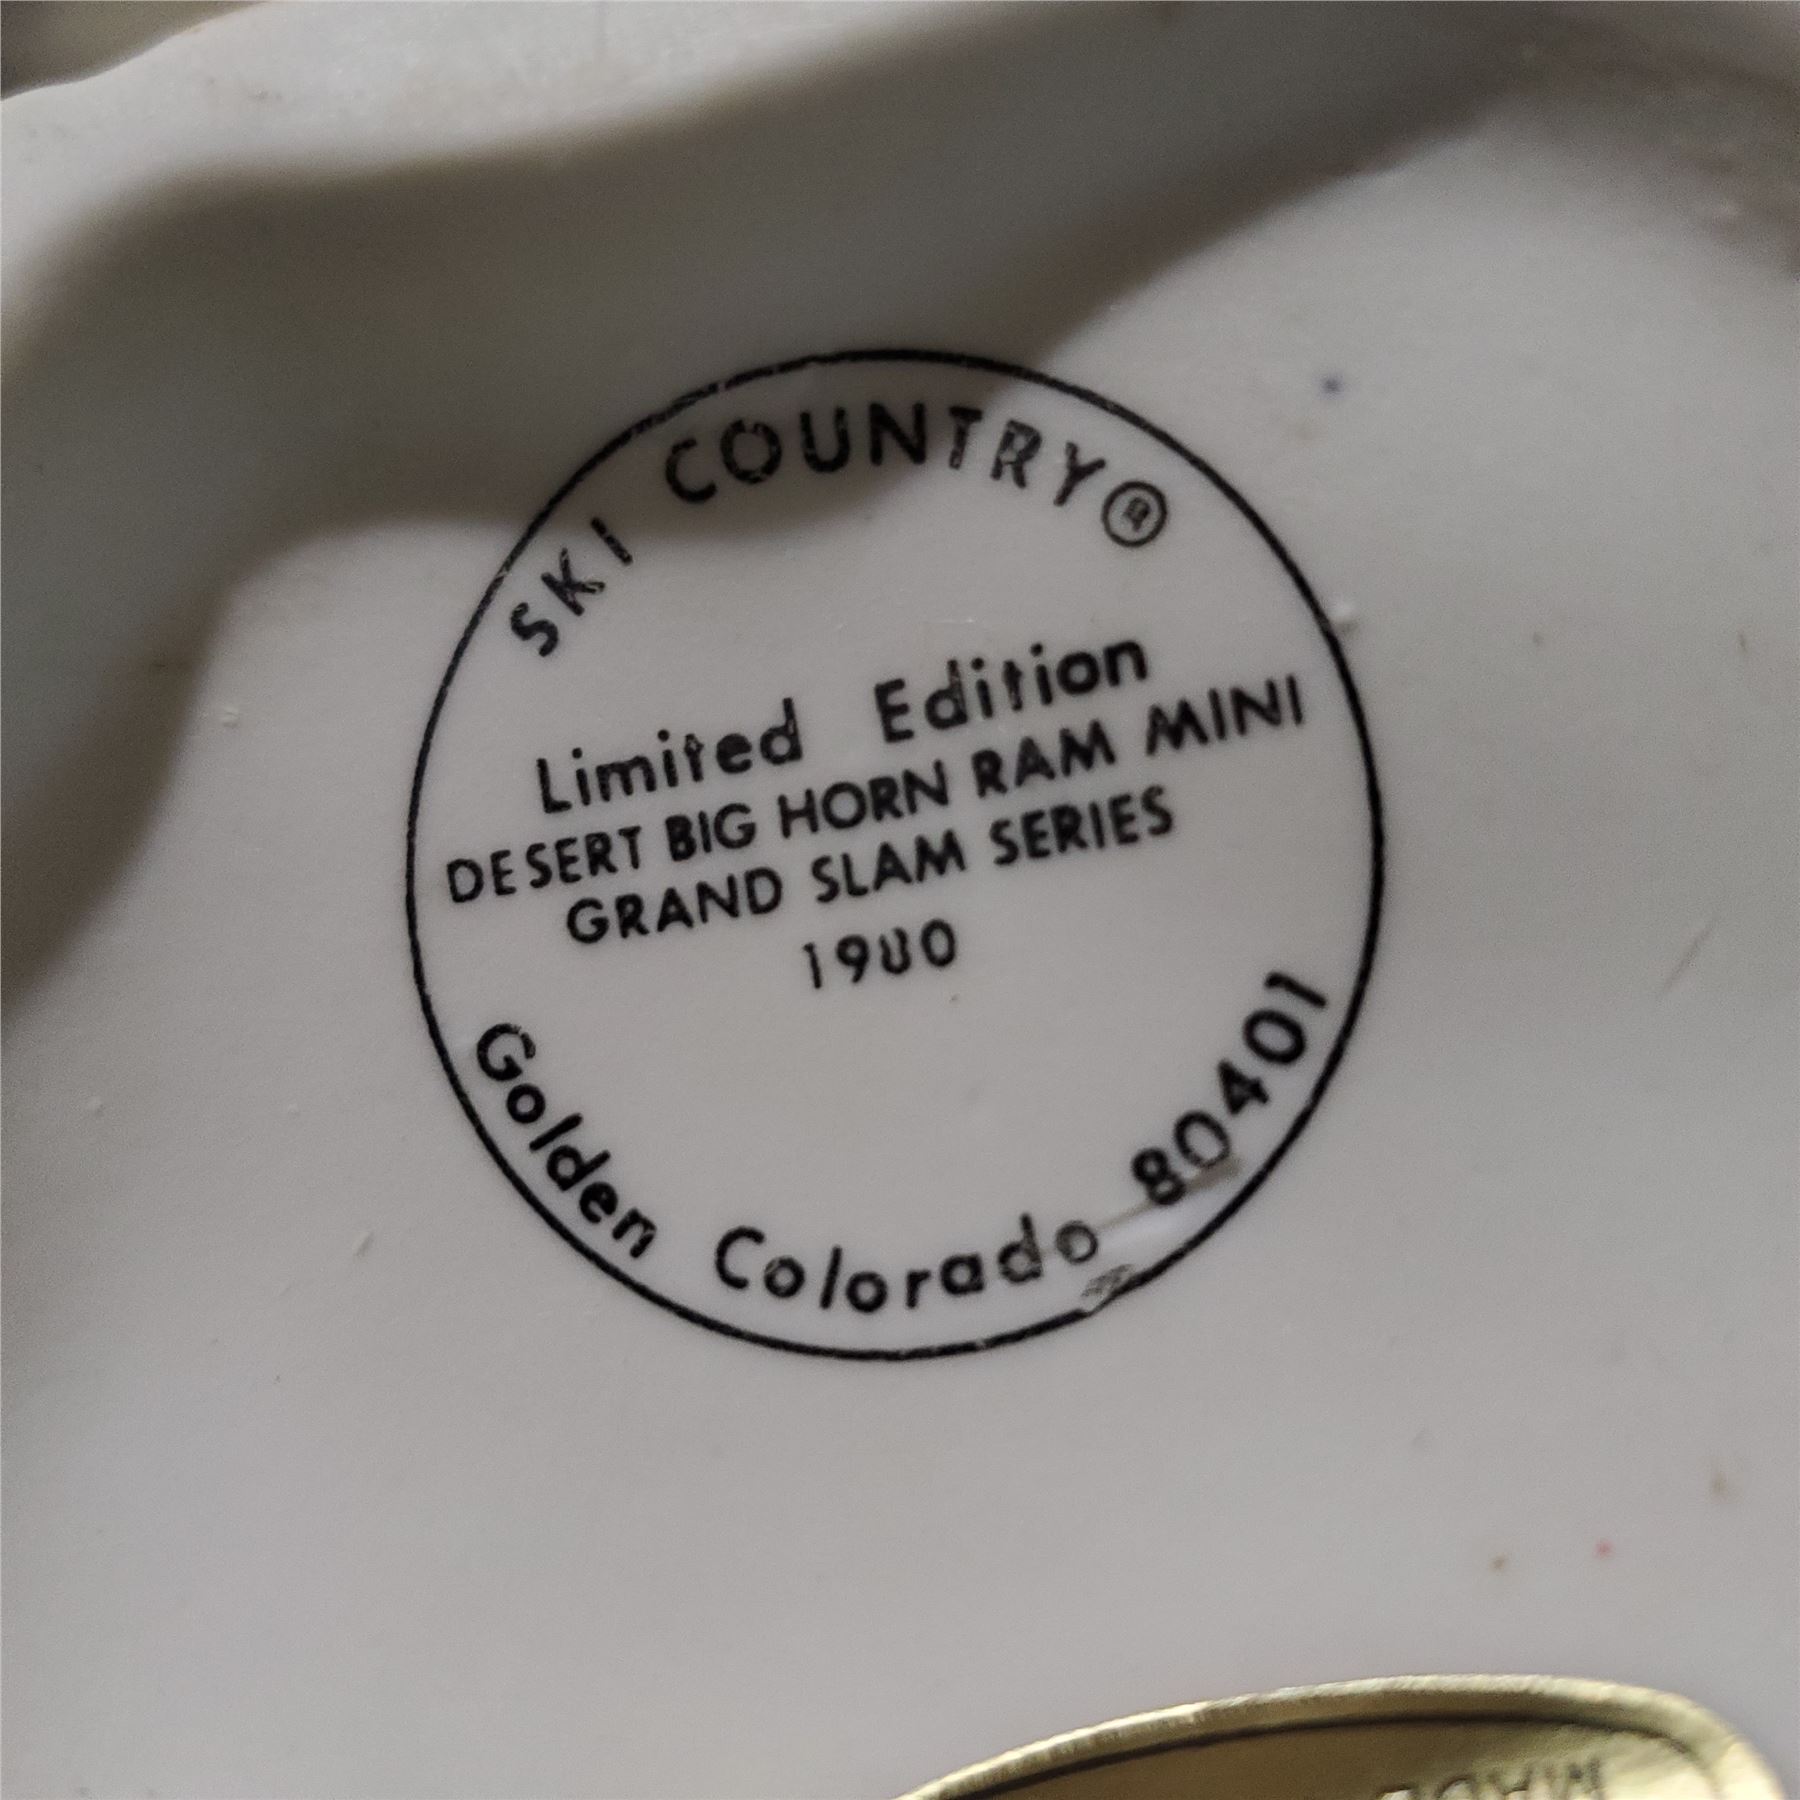 SKI COUNTRY®
Limited Edition
DESERT BIG HORN RAM MINI
GRAND SLAM SERIES
1980
Golden Colorado 80401